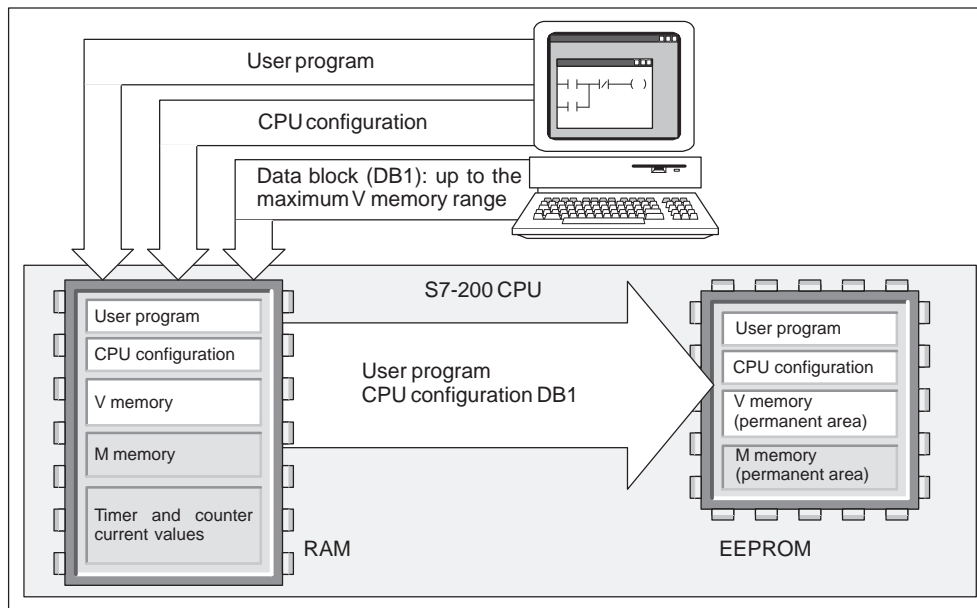 User program
CPU configuration
Data block (DB1): up to the
maximum V memory range
S7-200 CPU
User program
CPU configuration
V memory
M memory
Timer and counter
current values
RAM
User program
CPU configuration DB1
User program
CPU configuration
V memory
(permanent area)
M memory
(permanent area)
EEPROM